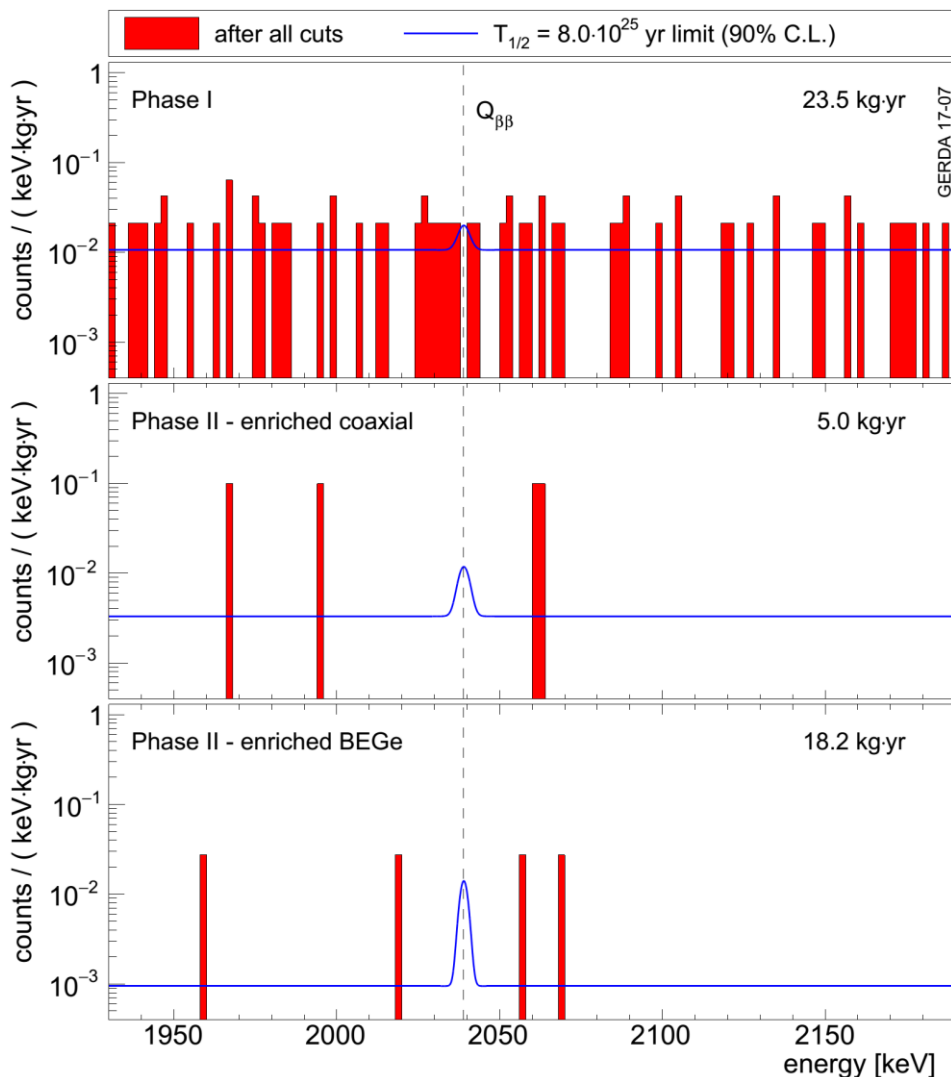 after all cuts
T1/2 = 8.0·10²⁵ yr limit (90% C.L.)
Phase I
23.5 kg·yr
Qββ
GERDA 17-07
counts / ( keV·kg·yr )
1
10⁻¹
10⁻²
10⁻³
Phase II - enriched coaxial
5.0 kg·yr
counts / ( keV·kg·yr )
1
10⁻¹
10⁻²
10⁻³
Phase II - enriched BEGe
18.2 kg·yr
counts / ( keV·kg·yr )
1
10⁻¹
10⁻²
10⁻³
1950 2000 2050 2100 2150
energy [keV]